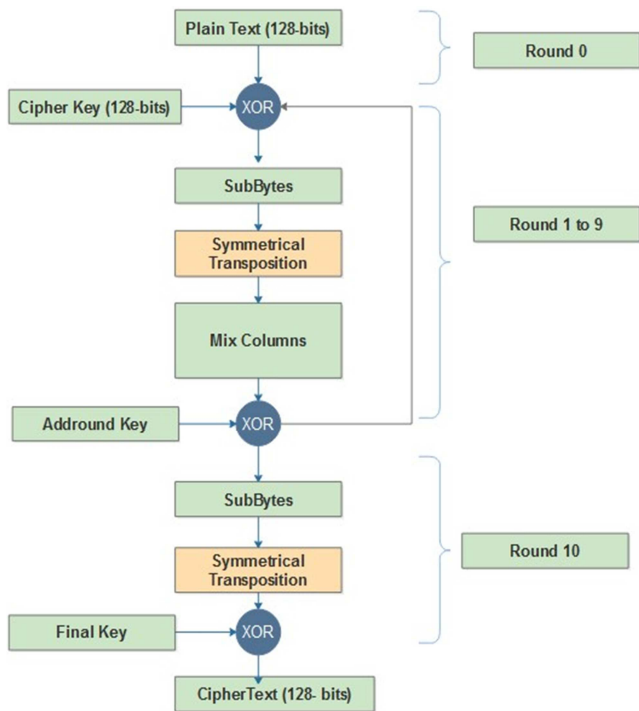 Plain Text (128-bits)
Round 0
Cipher Key (128-bits)
XOR
SubBytes
Round 1 to 9
Symmetrical
Transposition
Mix Columns
Addround Key
XOR
SubBytes
Round 10
Symmetrical
Transposition
Final Key
XOR
CipherText (128- bits)